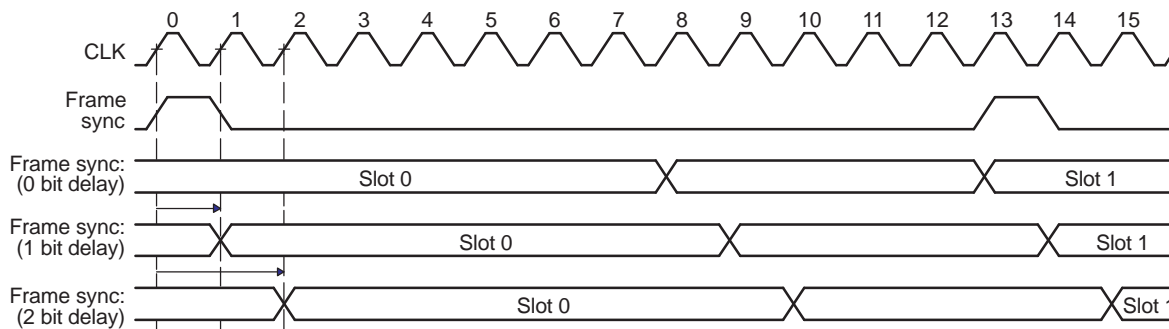 0 1 2 3 4 5 6 7 8 9 10 11 12 13 14 15
CLK
Frame
sync
Frame sync:
(0 bit delay)
Slot 0
Slot 1
Frame sync:
(1 bit delay)
Slot 0
Slot 1
Frame sync:
(2 bit delay)
Slot 0
Slot 1